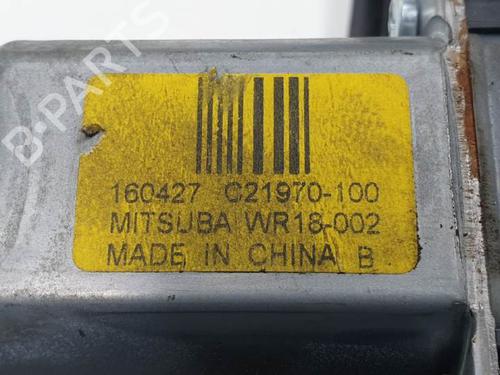 B-PARTS
160427 C21970-100
MITSUBA WR18-002
MADE IN CHINA B